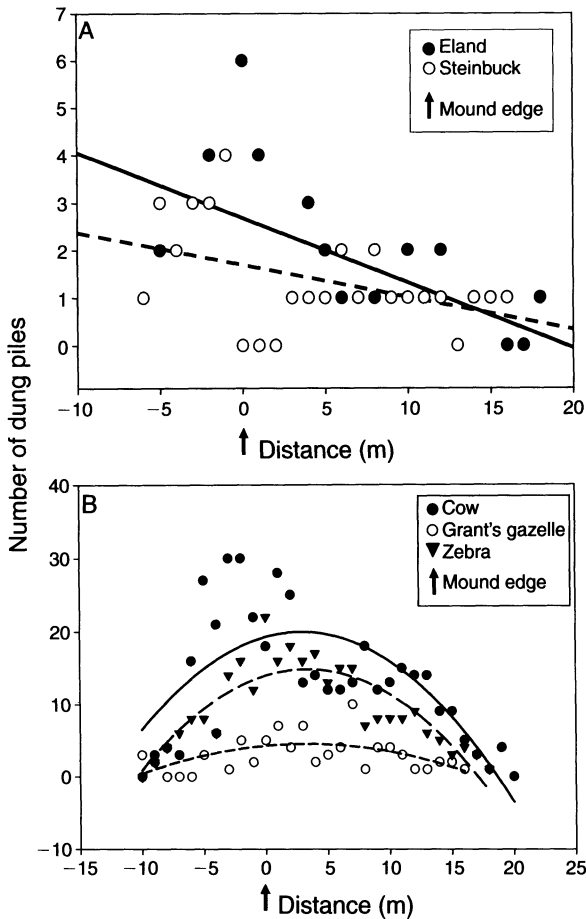 A
7
6
5
4
3
2
1
0
−10
−5
0
5
10
15
20
Eland
Steinbuck
Mound edge
Distance (m)
Number of dung piles
B
40
30
20
10
0
−10
−15
−10
−5
0
5
10
15
20
25
Cow
Grant's gazelle
Zebra
Mound edge
Distance (m)